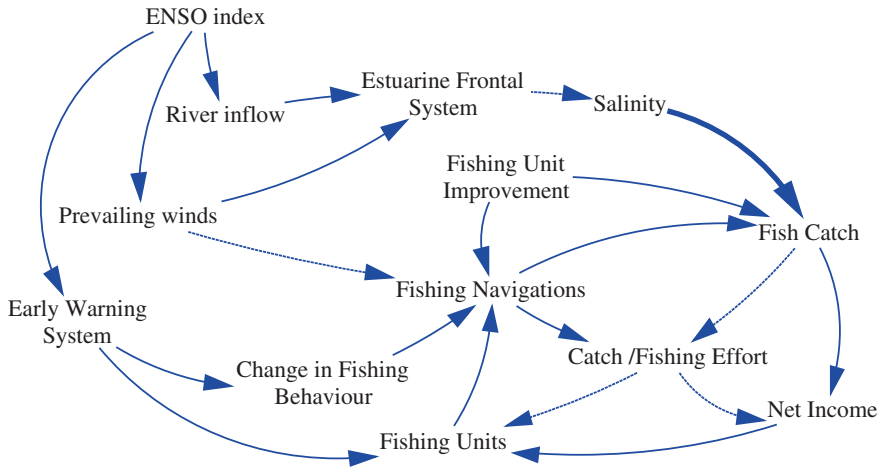 ENSO index
Estuarine Frontal
System
River inflow
Salinity
Fishing Unit
Improvement
Prevailing winds
Fish Catch
Fishing Navigations
Early Warning
System
Catch /Fishing Effort
Change in Fishing
Behaviour
Net Income
Fishing Units